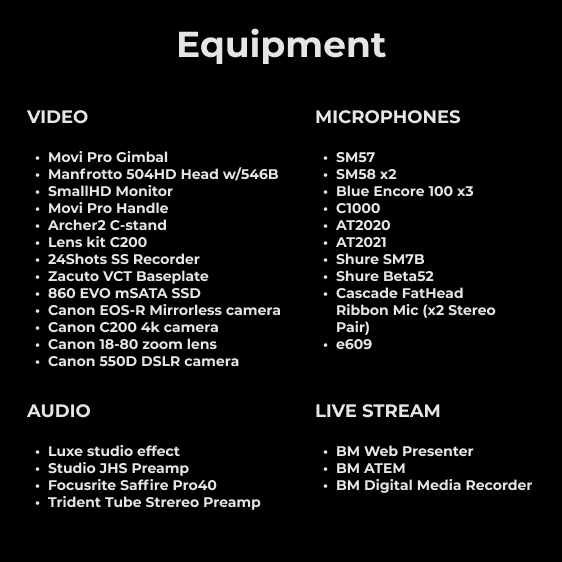 Equipment
VIDEO
• Movi Pro Gimbal
• Manfrotto 504HD Head w/546B
• SmallHD Monitor
• Movi Pro Handle
• Archer2 C-stand
• Lens kit C200
• 24Shots SS Recorder
• Zacuto VCT Baseplate
• 860 EVO mSATA SSD
• Canon EOS-R Mirrorless camera
• Canon C200 4k camera
• Canon 18-80 zoom lens
• Canon 550D DSLR camera
MICROPHONES
• SM57
• SM58 x2
• Blue Encore 100 x3
• C1000
• AT2020
• AT2021
• Shure SM7B
• Shure Beta52
• Cascade FatHead
Ribbon Mic (x2 Stereo
Pair)
• e609
AUDIO
• Luxe studio effect
• Studio JHS Preamp
• Focusrite Saffire Pro40
• Trident Tube Strereo Preamp
LIVE STREAM
• BM Web Presenter
• BM ATEM
• BM Digital Media Recorder